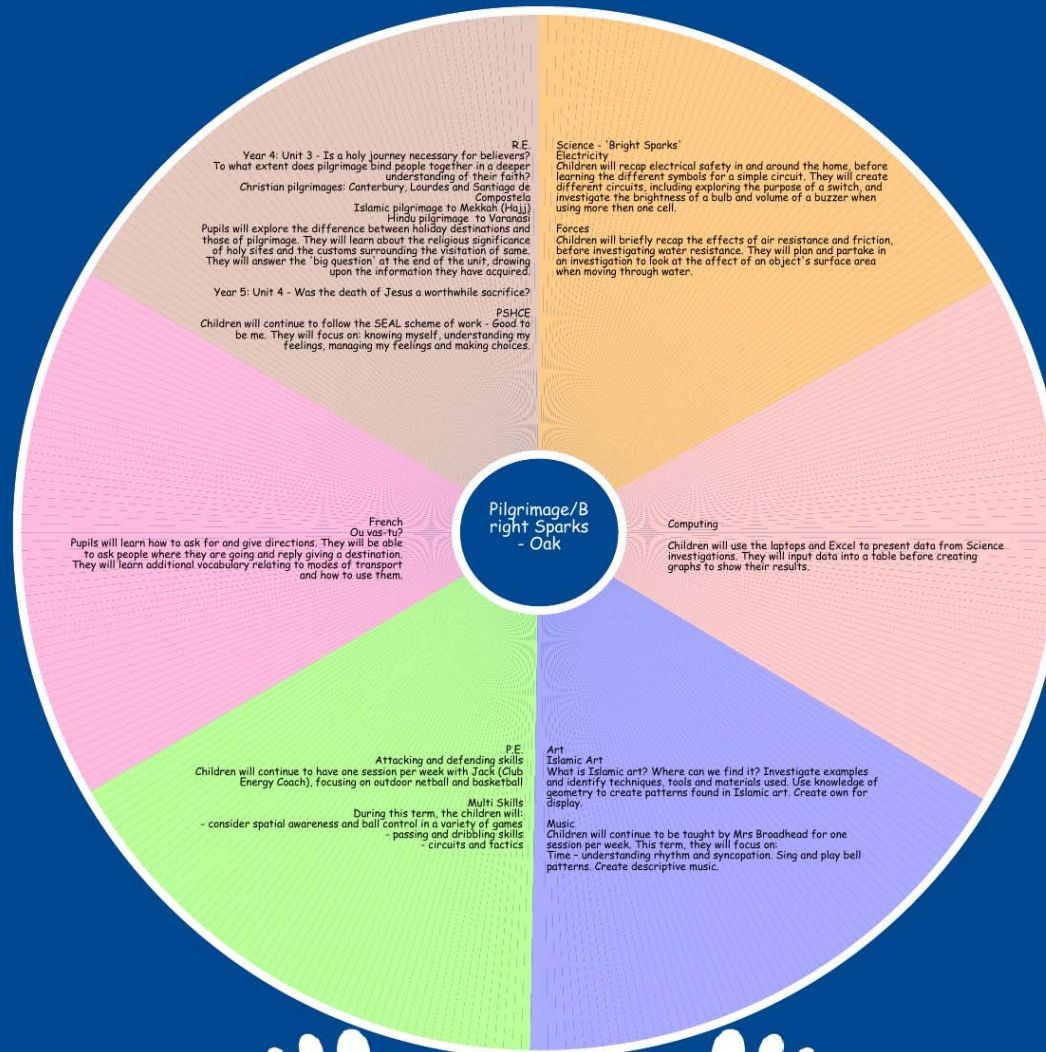 R.E.
Year 4: Unit 3 - Is a holy journey necessary for believers?
To what extent does pilgrimage bind people together in a deeper
understanding of their faith?
Christian pilgrimages: Canterbury, Lourdes and Santiago de
Compostela
Islamic pilgrimage to Mekkah (Hajj)
Hindu pilgrimage to Varanasi
Pupils will explore the difference between holiday destinations and
those of pilgrimage. They will learn about the religious significance
of holy sites and the customs surrounding the visitation of same.
They will answer the 'big question' at the end of the unit, drawing
upon the information they have acquired.
Year 5: Unit 4 - Was the death of Jesus a worthwhile sacrifice?
PSHCE
Children will continue to follow the SEAL scheme of work - Good to
be me. They will focus on: knowing myself, understanding my
feelings, managing my feelings and making choices.
Science - 'Bright Sparks'
Electricity
Children will recap electrical safety in and around the home, before
learning the different symbols for a simple circuit. They will create
different circuits, including exploring the purpose of a switch, and
investigate the brightness of a bulb and volume of a buzzer when
using more then one cell.
Forces
Children will briefly recap the effects of air resistance and friction,
before investigating water resistance. They will plan and partake in
an investigation to look at the affect of an object's surface area
when moving through water.
French
Ou vas-tu?
Pupils will learn how to ask for and give directions. They will be able
to ask people where they are going and reply giving a destination.
They will learn additional vocabulary relating to modes of transport
and how to use them.
Pilgrimage/B
right Sparks
- Oak
Computing
Children will use the laptops and Excel to present data from Science
investigations. They will input data into a table before creating
graphs to show their results.
P.E.
Attacking and defending skills
Children will continue to have one session per week with Jack (Club
Energy Coach), focusing on outdoor netball and basketball
Multi Skills
During this term, the children will:
- consider spatial awareness and ball control in a variety of games
- passing and dribbling skills
- circuits and tactics
Art
Islamic Art
What is Islamic art? Where can we find it? Investigate examples
and identify techniques, tools and materials used. Use knowledge of
geometry to create patterns found in Islamic art. Create own for
display.
Music
Children will continue to be taught by Mrs Broadhead for one
session per week. This term, they will focus on:
Time – understanding rhythm and syncopation. Sing and play bell
patterns. Create descriptive music.